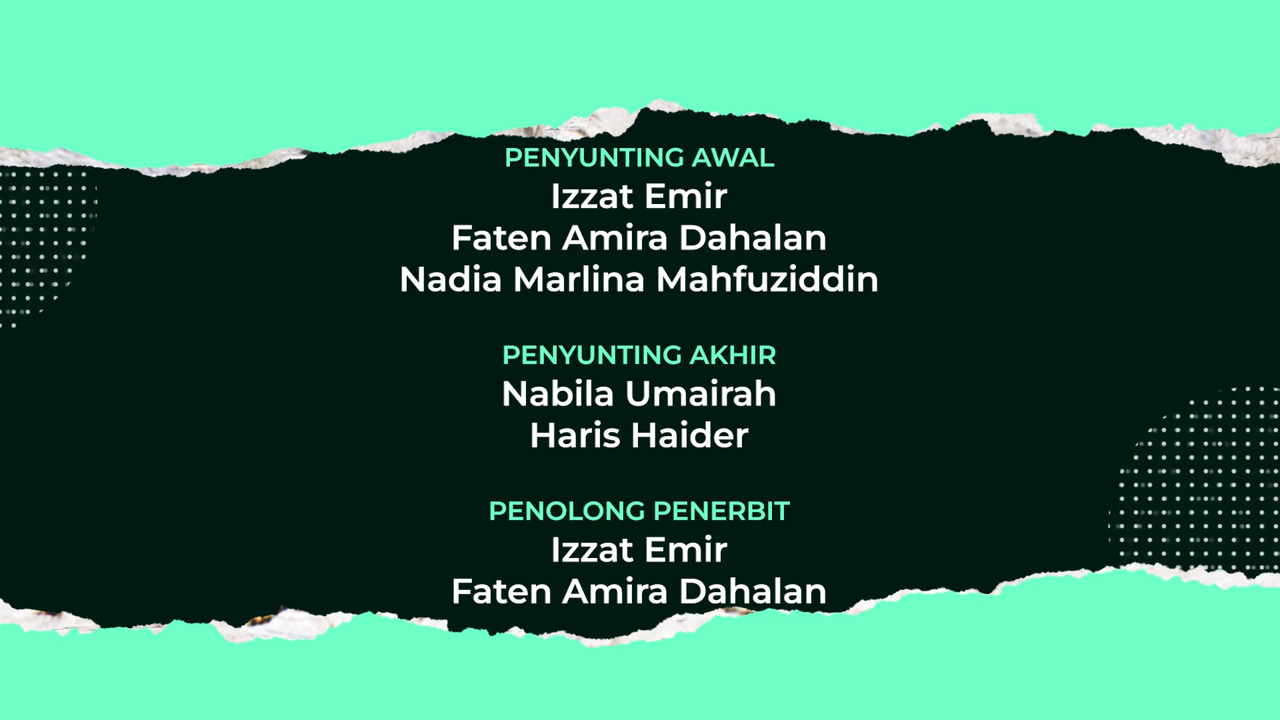 PENYUNTING AWAL
Izzat Emir
Faten Amira Dahalan
Nadia Marlina Mahfuziddin
PENYUNTING AKHIR
Nabila Umairah
Haris Haider
PENOLONG PENERBIT
Izzat Emir
Faten Amira Dahalan